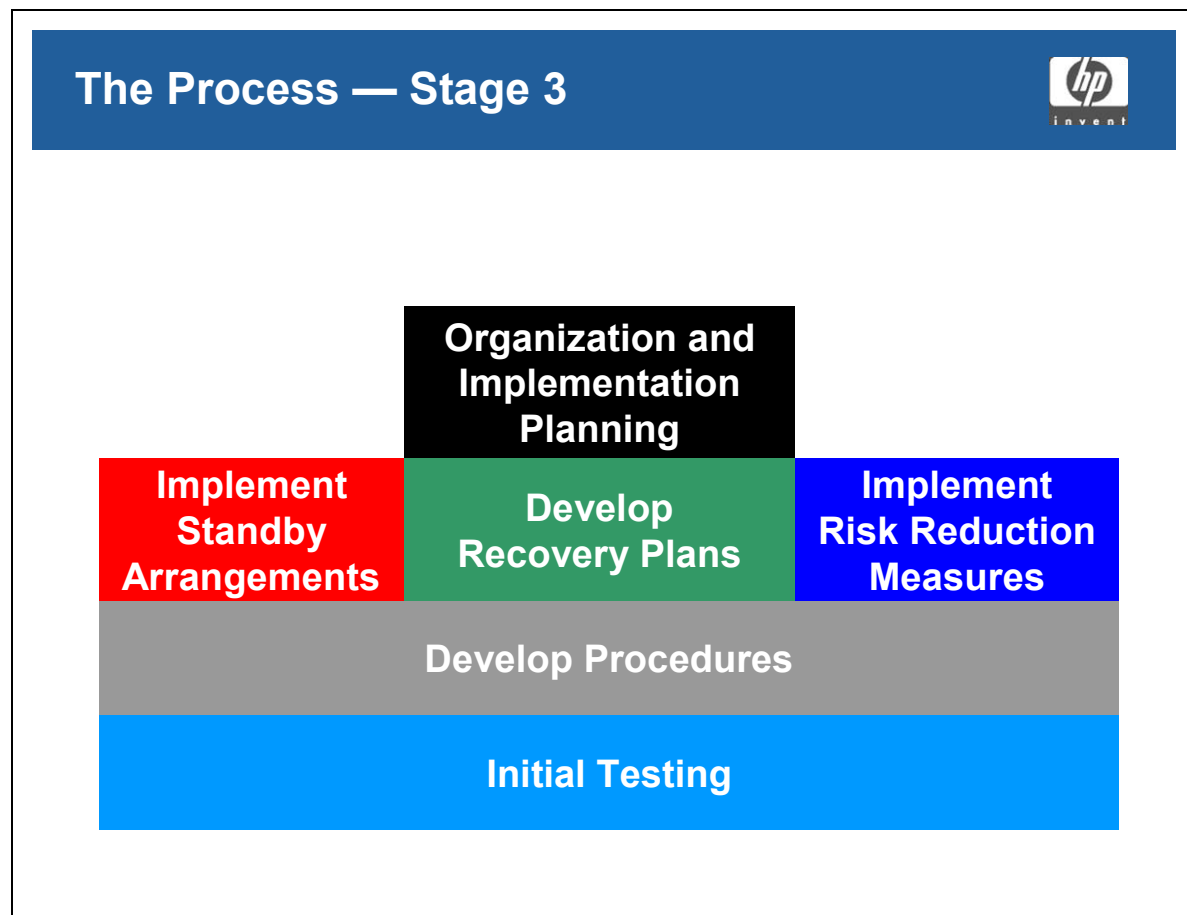 The Process — Stage 3
hp
invent
Organization and
Implementation
Planning
Implement
Standby
Arrangements
Develop
Recovery Plans
Implement
Risk Reduction
Measures
Develop Procedures
Initial Testing